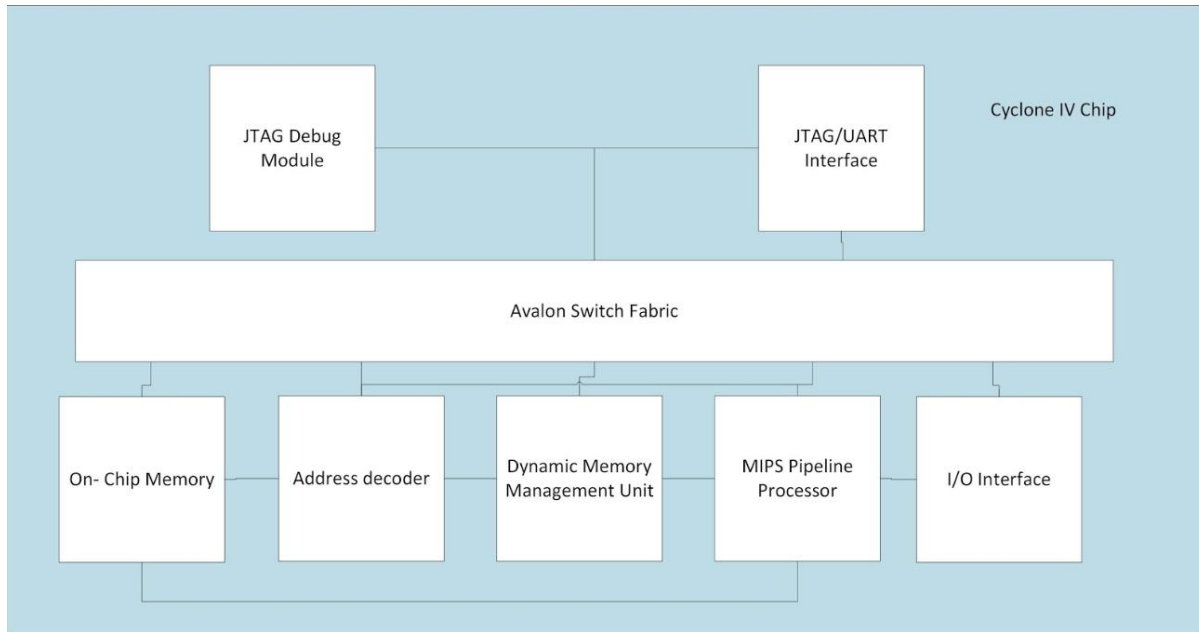 JTAG Debug
Module
JTAG/UART
Interface
Cyclone IV Chip
Avalon Switch Fabric
On- Chip Memory
Address decoder
Dynamic Memory
Management Unit
MIPS Pipeline
Processor
I/O Interface